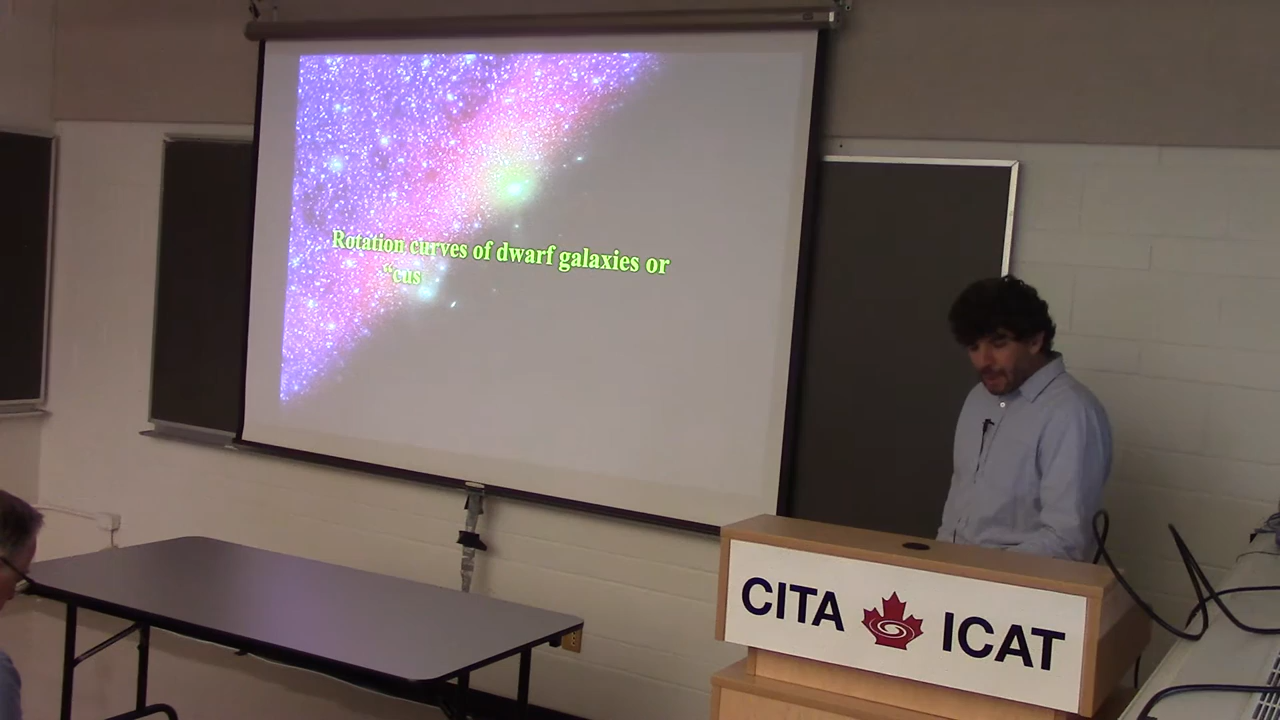 Rotation curves of dwarf galaxies or
“cus
CITA ICAT